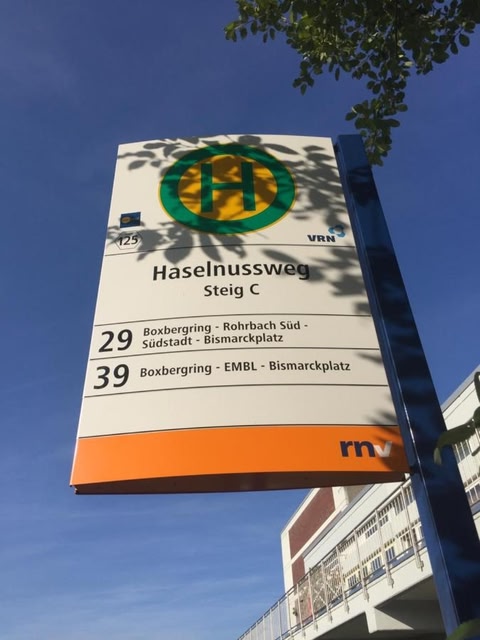 H
125
VRN
Haselnussweg
Steig C
29 Boxbergring - Rohrbach Süd -
Südstadt - Bismarckplatz
39 Boxbergring - EMBL - Bismarckplatz
rnv